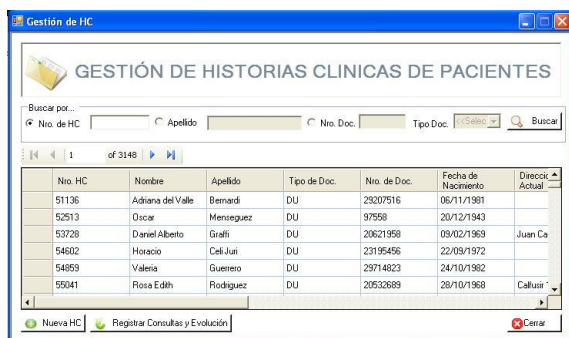 Gestión de HC
GESTIÓN DE HISTORIAS CLINICAS DE PACIENTES
Buscar por...
Nro. de HC Apellido Nro. Doc. Tipo Doc. <<Selec Buscar
1 of 3148
Nro. HC Nombre Apellido Tipo de Doc. Nro. de Doc. Fecha de Nacimiento Direcció Actual
51136 Adriana del Valle Bernardi DU 29207516 06/11/1981
52513 Oscar Menseguez DU 97558 20/12/1943
53728 Daniel Alberto Graffi DU 20621958 09/02/1969 Juan Ca
54602 Horacio Celi Juri DU 23195456 22/09/1972
54859 Valeria Guerrero DU 29714823 24/10/1982
55041 Rosa Edith Rodriguez DU 20532689 28/10/1968 Calfusir
Nueva HC Registrar Consultas y Evolución Cerrar